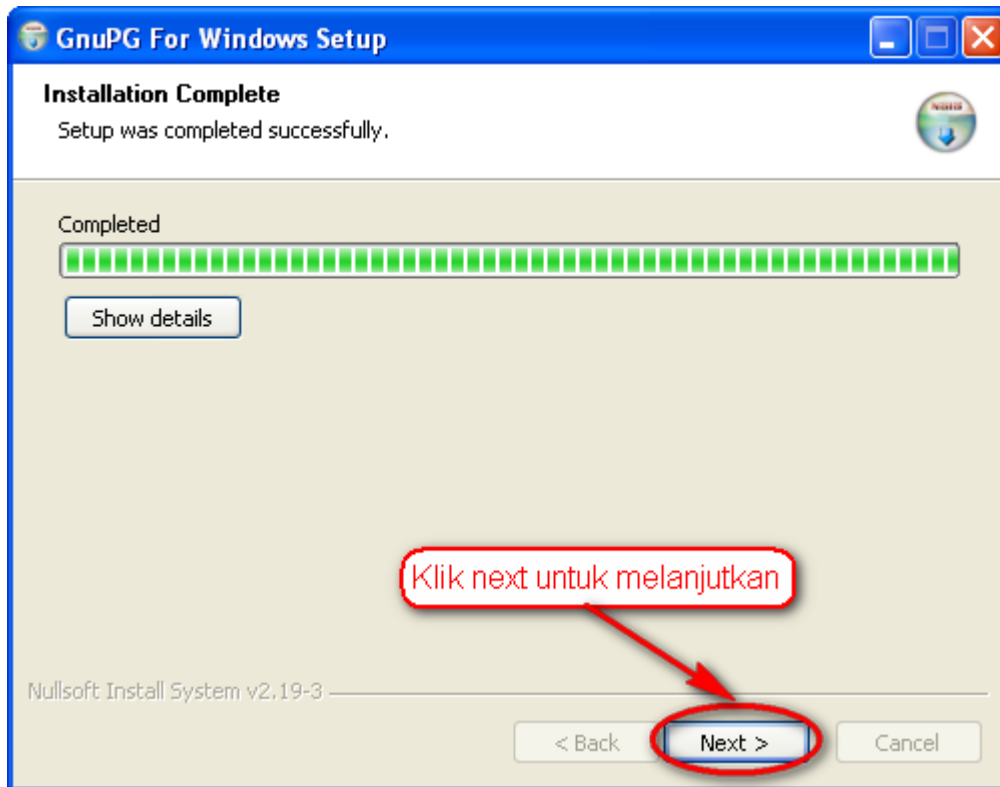 GnuPG For Windows Setup
Installation Complete
Setup was completed successfully.
Completed
Show details
Klik next untuk melanjutkan
Nullsoft Install System v2.19-3
< Back
Next >
Cancel